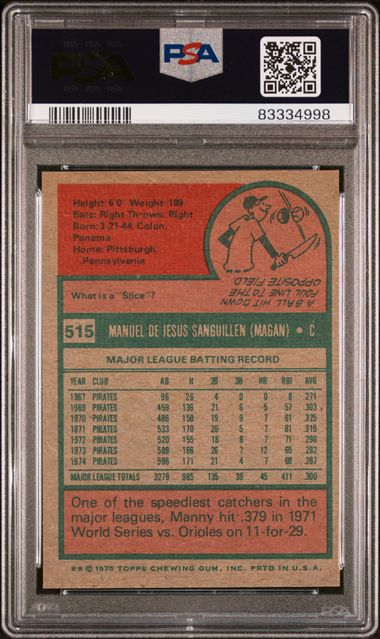 PSA
PSA
83334998
Height: 6'0" Weight: 189
Bats: Right Throws: Right
Born: 3-21-44, Colon,
Panama
Home: Pittsburgh,
Pennsylvania
What is a "Slice"?
A BALL HIT DOWN
FOUL LINE TO THE
OPPOSITE FIELD.
515 MANUEL DE JESUS SANGUILLEN (MAGAN) • C
MAJOR LEAGUE BATTING RECORD
YEAR CLUB AB H 2B 3B HR RBI AVG
1967 PIRATES 96 26 4 0 0 8 .271
1969 PIRATES 459 139 21 6 5 57 .303
1970 PIRATES 486 158 19 9 7 61 .325
1971 PIRATES 533 170 26 5 7 81 .319
1972 PIRATES 520 155 18 8 7 71 .298
1973 PIRATES 589 166 26 7 12 65 .282
1974 PIRATES 596 171 21 4 7 68 .287
MAJOR LEAGUE TOTALS 3279 985 135 39 45 411 .300
One of the speediest catchers in the
major leagues, Manny hit .379 in 1971
World Series vs. Orioles on 11-for-29.
** © 1975 TOPPS CHEWING GUM, INC. PRTD IN U.S.A.